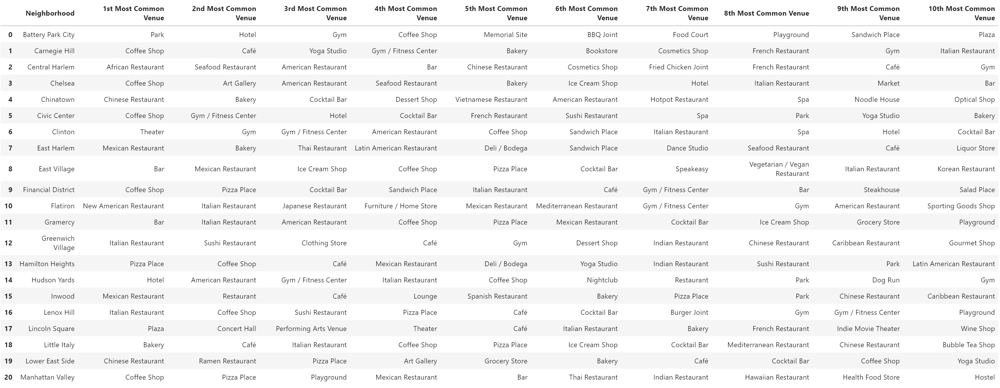 Neighborhood 1st Most Common Venue 2nd Most Common Venue 3rd Most Common Venue 4th Most Common Venue 5th Most Common Venue 6th Most Common Venue 7th Most Common Venue 8th Most Common Venue 9th Most Common Venue 10th Most Common Venue
0 Battery Park City Park Hotel Gym Coffee Shop Memorial Site BBQ Joint Food Court Playground Sandwich Place Plaza
1 Carnegie Hill Coffee Shop Café Yoga Studio Gym / Fitness Center Bakery Bookstore Cosmetics Shop French Restaurant Gym Italian Restaurant
2 Central Harlem African Restaurant Seafood Restaurant American Restaurant Bar Chinese Restaurant Cosmetics Shop Fried Chicken Joint French Restaurant Café Gym
3 Chelsea Coffee Shop Art Gallery American Restaurant Seafood Restaurant Bakery Ice Cream Shop Hotel Italian Restaurant Market Bar
4 Chinatown Chinese Restaurant Bakery Cocktail Bar Dessert Shop Vietnamese Restaurant American Restaurant Hotpot Restaurant Spa Noodle House Optical Shop
5 Civic Center Coffee Shop Gym / Fitness Center Hotel Cocktail Bar French Restaurant Sushi Restaurant Spa Park Yoga Studio Bakery
6 Clinton Theater Gym Gym / Fitness Center American Restaurant Coffee Shop Sandwich Place Italian Restaurant Spa Hotel Cocktail Bar
7 East Harlem Mexican Restaurant Bakery Thai Restaurant Latin American Restaurant Deli / Bodega Sandwich Place Dance Studio Seafood Restaurant Café Liquor Store
8 East Village Bar Mexican Restaurant Ice Cream Shop Coffee Shop Pizza Place Cocktail Bar Speakeasy Vegetarian / Vegan Restaurant Italian Restaurant Korean Restaurant
9 Financial District Coffee Shop Pizza Place Cocktail Bar Sandwich Place Italian Restaurant Café Gym / Fitness Center Bar Steakhouse Salad Place
10 Flatiron New American Restaurant Italian Restaurant Japanese Restaurant Furniture / Home Store Mexican Restaurant Mediterranean Restaurant Gym / Fitness Center Gym American Restaurant Sporting Goods Shop
11 Gramercy Bar Italian Restaurant American Restaurant Coffee Shop Pizza Place Mexican Restaurant Cocktail Bar Ice Cream Shop Grocery Store Playground
12 Greenwich Village Italian Restaurant Sushi Restaurant Clothing Store Café Gym Dessert Shop Indian Restaurant Chinese Restaurant Caribbean Restaurant Gourmet Shop
13 Hamilton Heights Pizza Place Coffee Shop Café Mexican Restaurant Deli / Bodega Yoga Studio Indian Restaurant Sushi Restaurant Park Latin American Restaurant
14 Hudson Yards Hotel American Restaurant Gym / Fitness Center Italian Restaurant Coffee Shop Nightclub Restaurant Park Dog Run Gym
15 Inwood Mexican Restaurant Restaurant Café Lounge Spanish Restaurant Bakery Pizza Place Park Chinese Restaurant Caribbean Restaurant
16 Lenox Hill Italian Restaurant Coffee Shop Sushi Restaurant Pizza Place Café Cocktail Bar Burger Joint Gym Gym / Fitness Center Playground
17 Lincoln Square Plaza Concert Hall Performing Arts Venue Theater Café Italian Restaurant Bakery French Restaurant Indie Movie Theater Wine Shop
18 Little Italy Bakery Café Italian Restaurant Coffee Shop Pizza Place Ice Cream Shop Cocktail Bar Mediterranean Restaurant Chinese Restaurant Bubble Tea Shop
19 Lower East Side Chinese Restaurant Ramen Restaurant Pizza Place Art Gallery Grocery Store Bakery Café Cocktail Bar Coffee Shop Yoga Studio
20 Manhattan Valley Coffee Shop Pizza Place Playground Mexican Restaurant Bar Thai Restaurant Indian Restaurant Hawaiian Restaurant Health Food Store Hostel